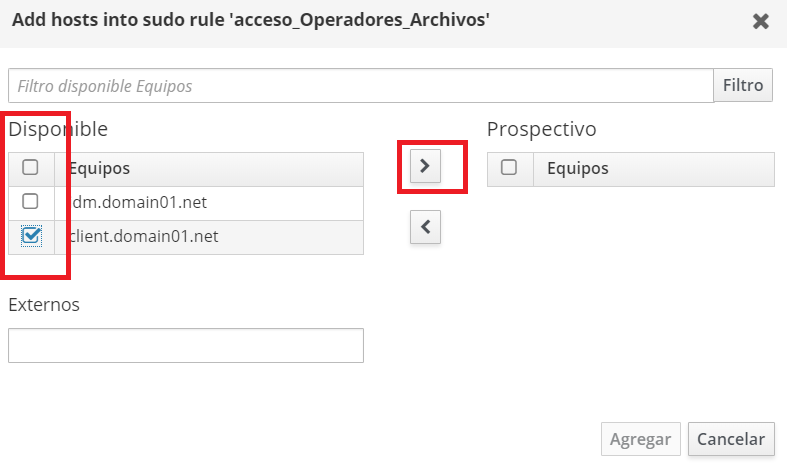 Add hosts into sudo rule 'acceso_Operadores_Archivos'
Filtro disponible Equipos
Filtro
Disponible
Prospectivo
Equipos
Equipos
dm.domain01.net
client.domain01.net
Externos
Agregar
Cancelar